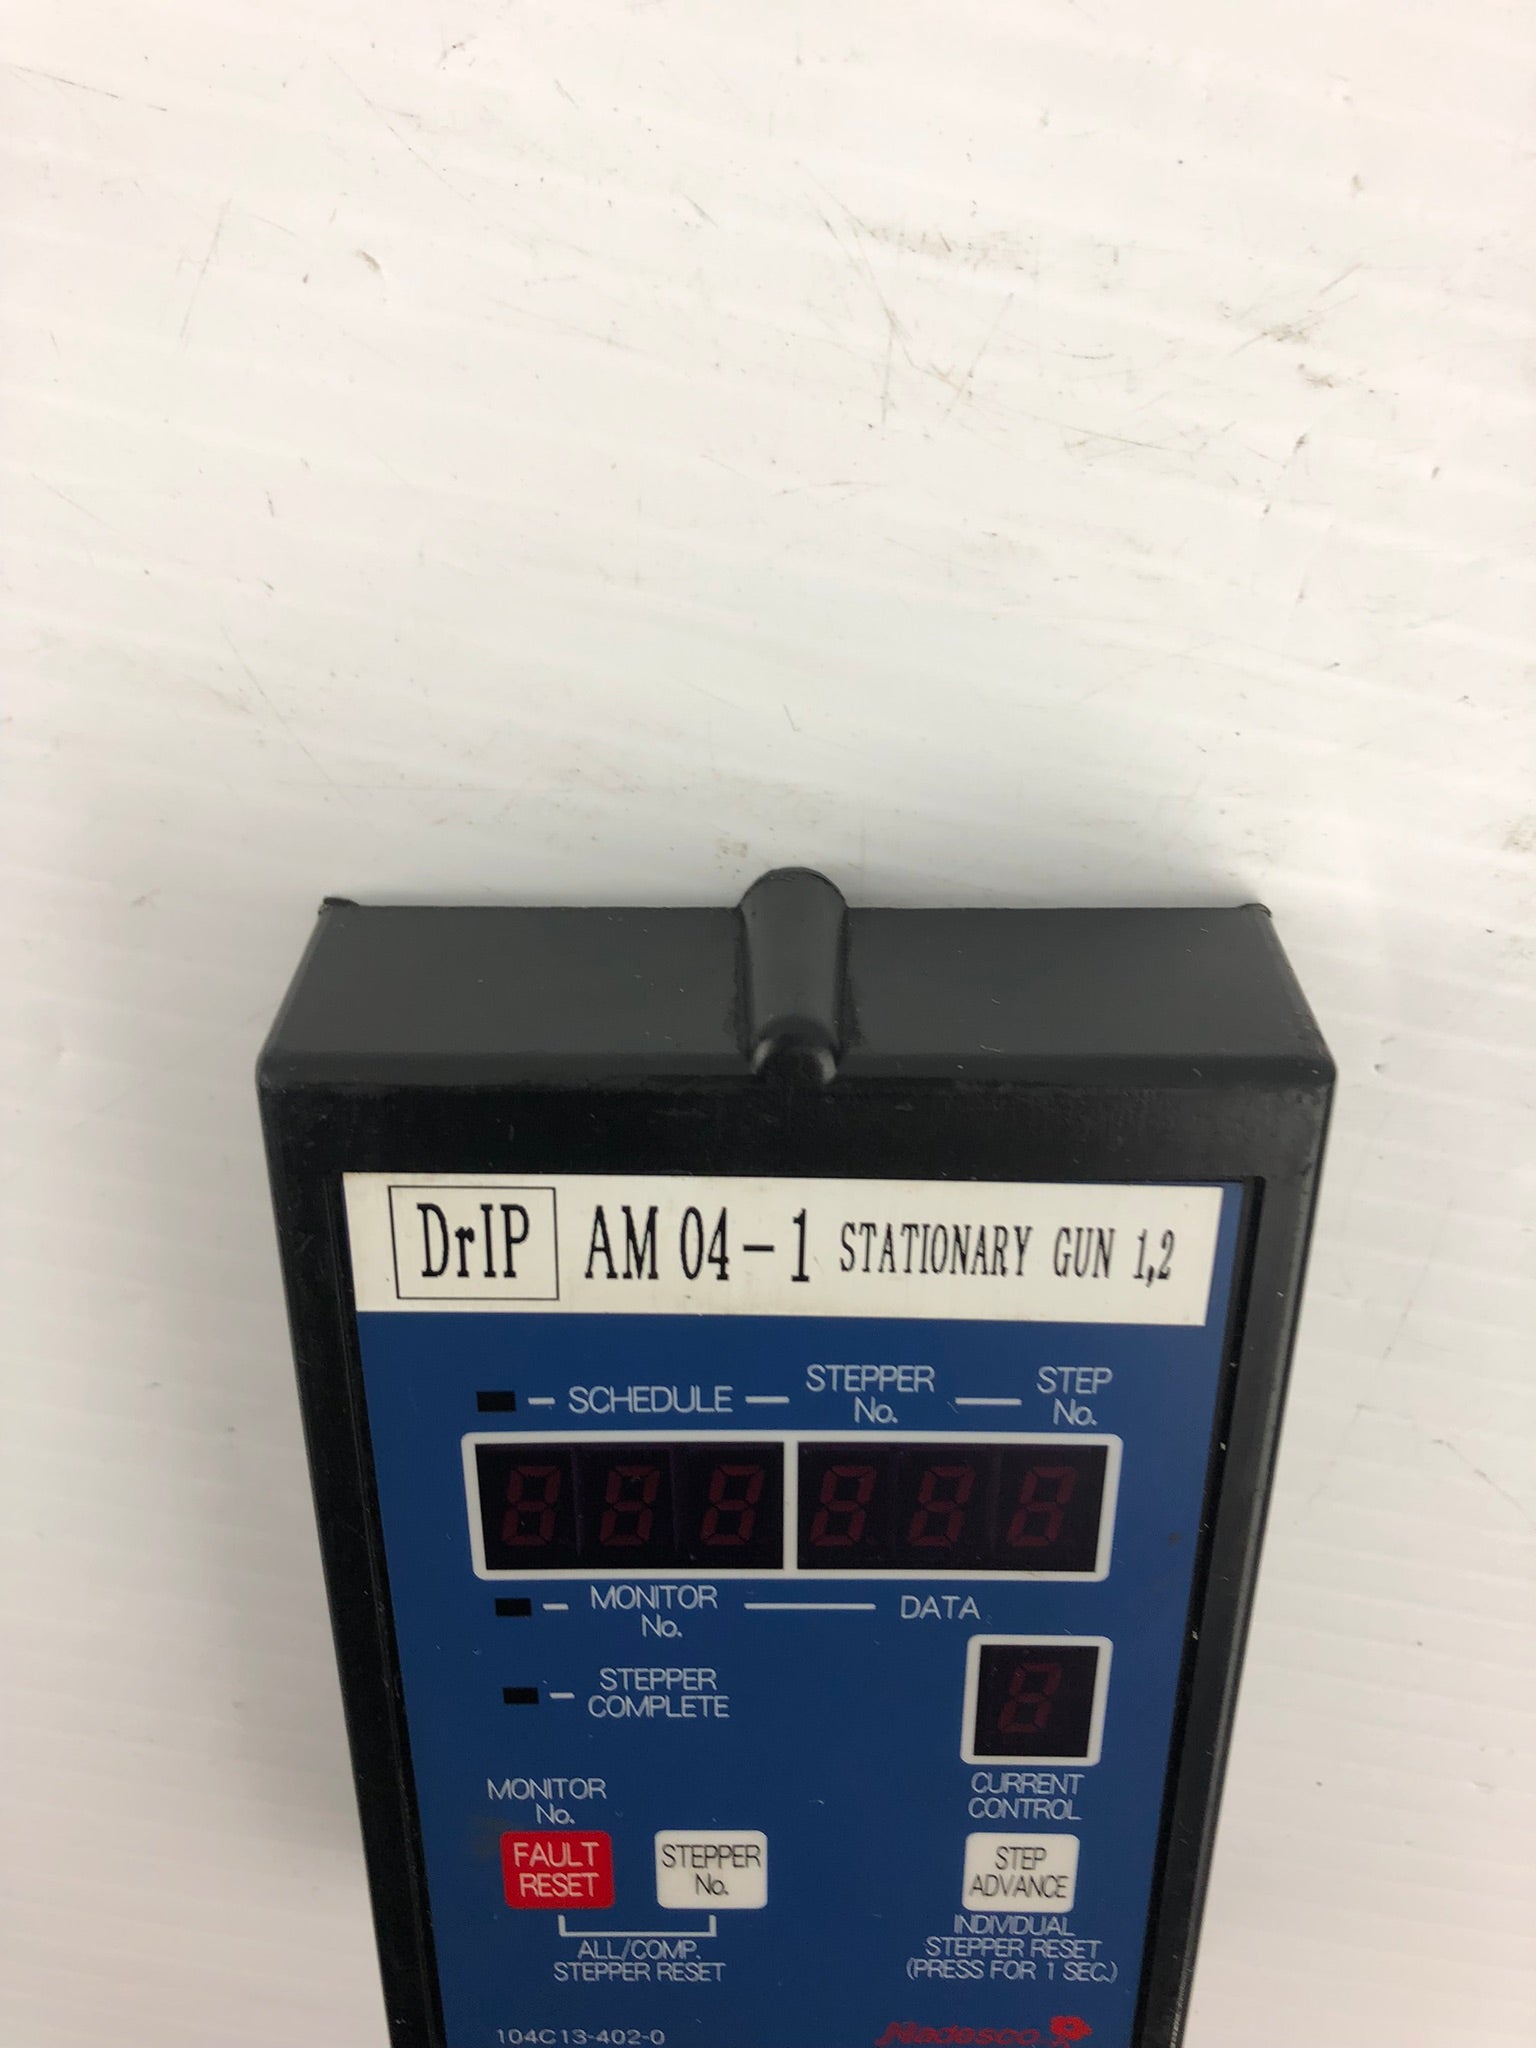 DrIP AM 04-1 STATIONARY GUN 1,2
SCHEDULE STEPPER No. STEP No.
MONITOR No. DATA
STEPPER
COMPLETE
CURRENT
CONTROL
MONITOR
No.
FAULT
RESET
STEPPER
No.
STEP
ADVANCE
ALL/COMP.
STEPPER RESET
INDIVIDUAL
STEPPER RESET
(PRESS FOR 1 SEC.)
104C13-402-0
Nadesco